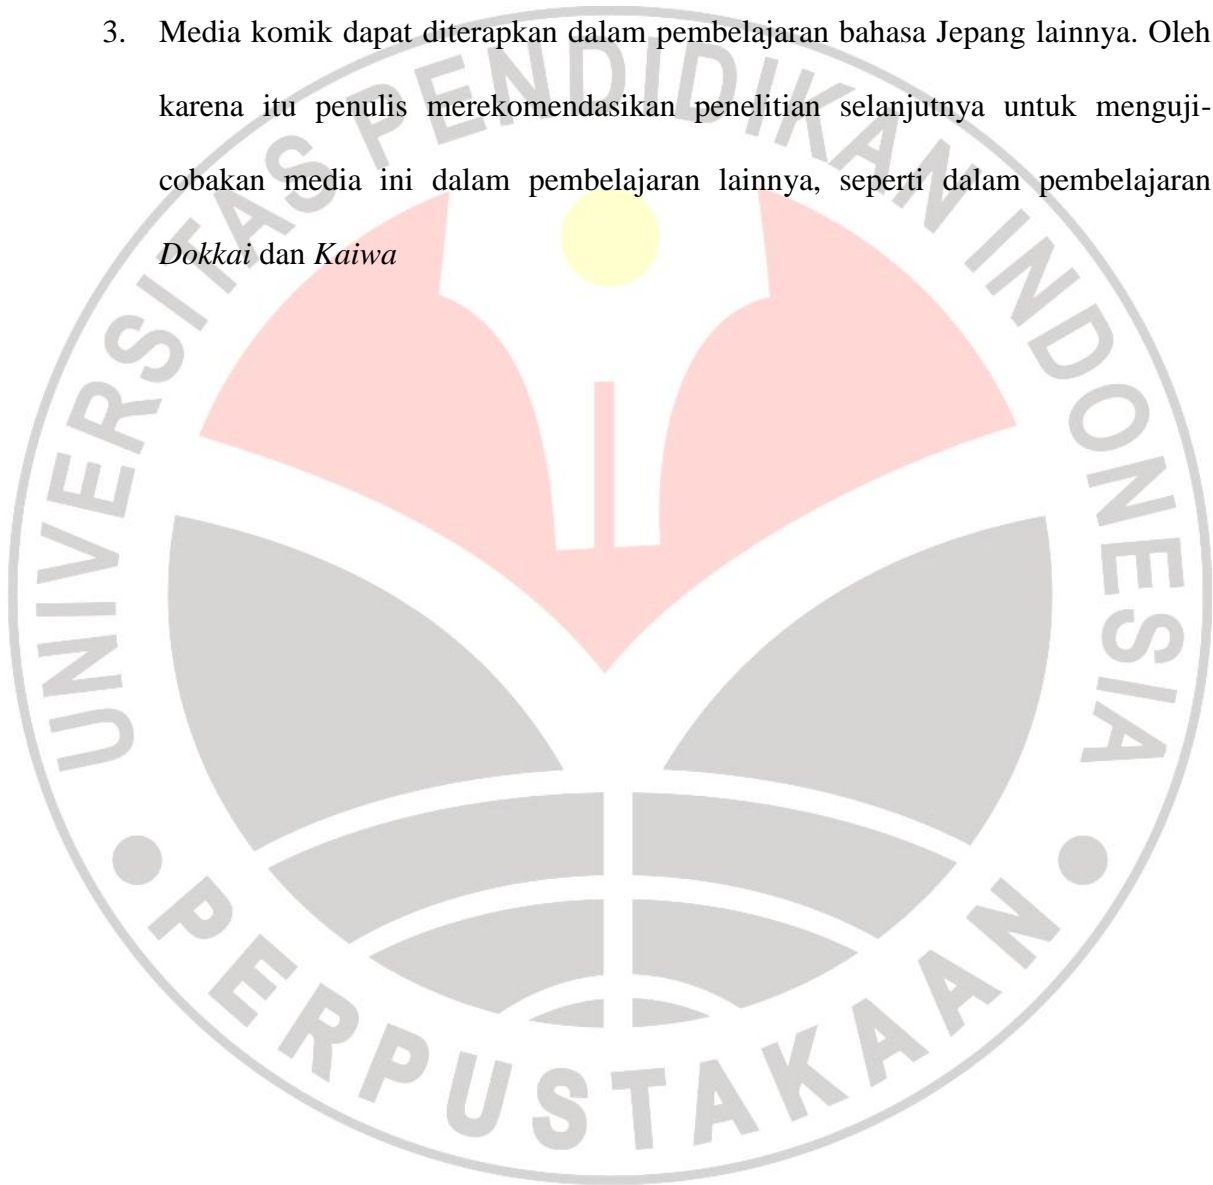 3. Media komik dapat diterapkan dalam pembelajaran bahasa Jepang lainnya. Oleh
karena itu penulis merekomendasikan penelitian selanjutnya untuk menguji-
cobakan media ini dalam pembelajaran lainnya, seperti dalam pembelajaran
Dokkai dan Kaiwa
UNIVERSITAS PENDIDIKAN INDONESIA
PERPUSTAKAAN